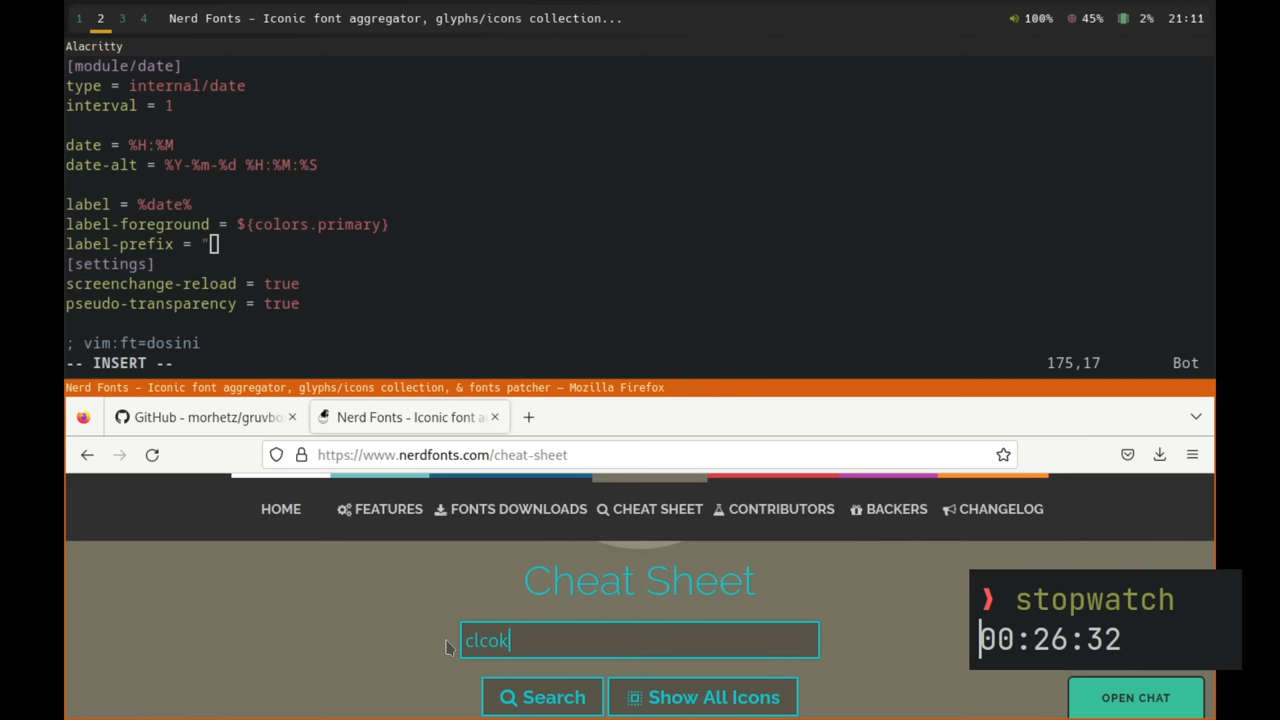 1 2 3 4 Nerd Fonts - Iconic font aggregator, glyphs/icons collection... 100% 45% 2% 21:11
Alacritty
[module/date]
type = internal/date
interval = 1
date = %H:%M
date-alt = %Y-%m-%d %H:%M:%S
label = %date%
label-foreground = ${colors.primary}
label-prefix = "
[settings]
screenchange-reload = true
pseudo-transparency = true
; vim:ft=dosini
-- INSERT -- 175,17 Bot
Nerd Fonts - Iconic font aggregator, glyphs/icons collection, & fonts patcher — Mozilla Firefox
GitHub - morhetz/gruvbo Nerd Fonts - Iconic font a
https://www.nerdfonts.com/cheat-sheet
HOME FEATURES FONTS DOWNLOADS CHEAT SHEET CONTRIBUTORS BACKERS CHANGELOG
Cheat Sheet
clcok
Search Show All Icons
❫ stopwatch
00:26:32
OPEN CHAT